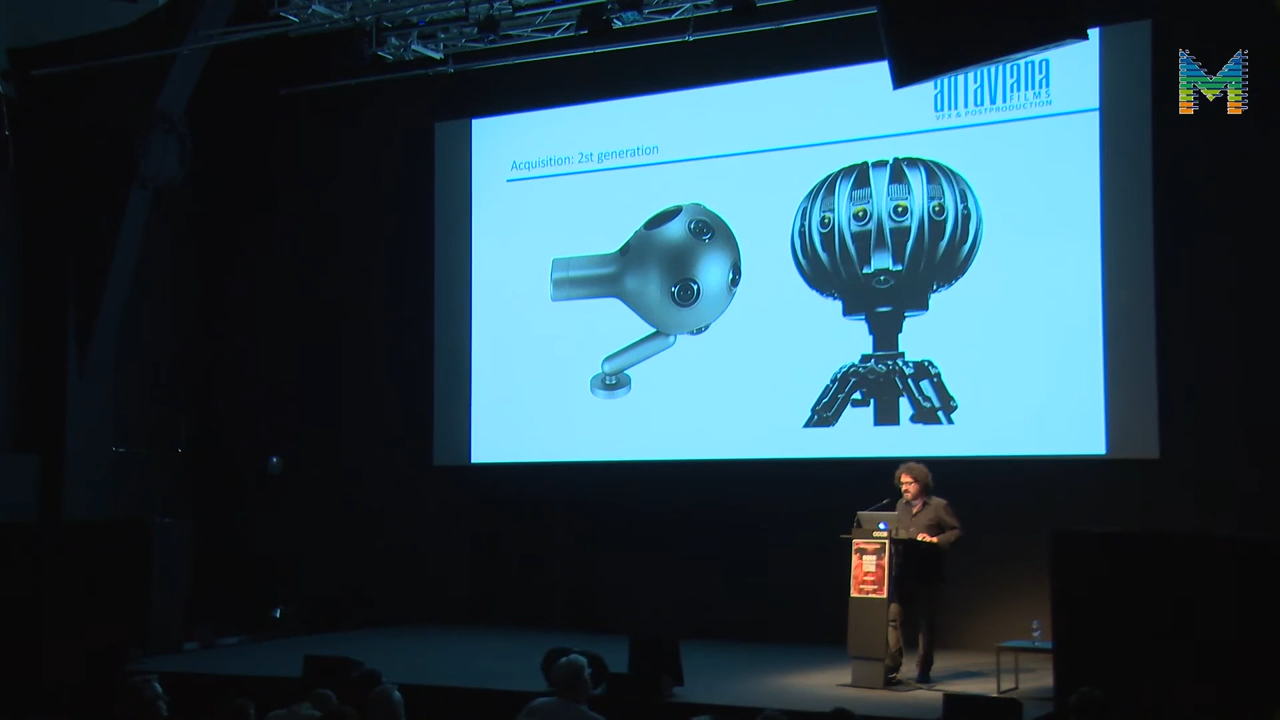 antaviana
FILMS
VFX & POSTPRODUCTION
Acquisition: 2st generation
M